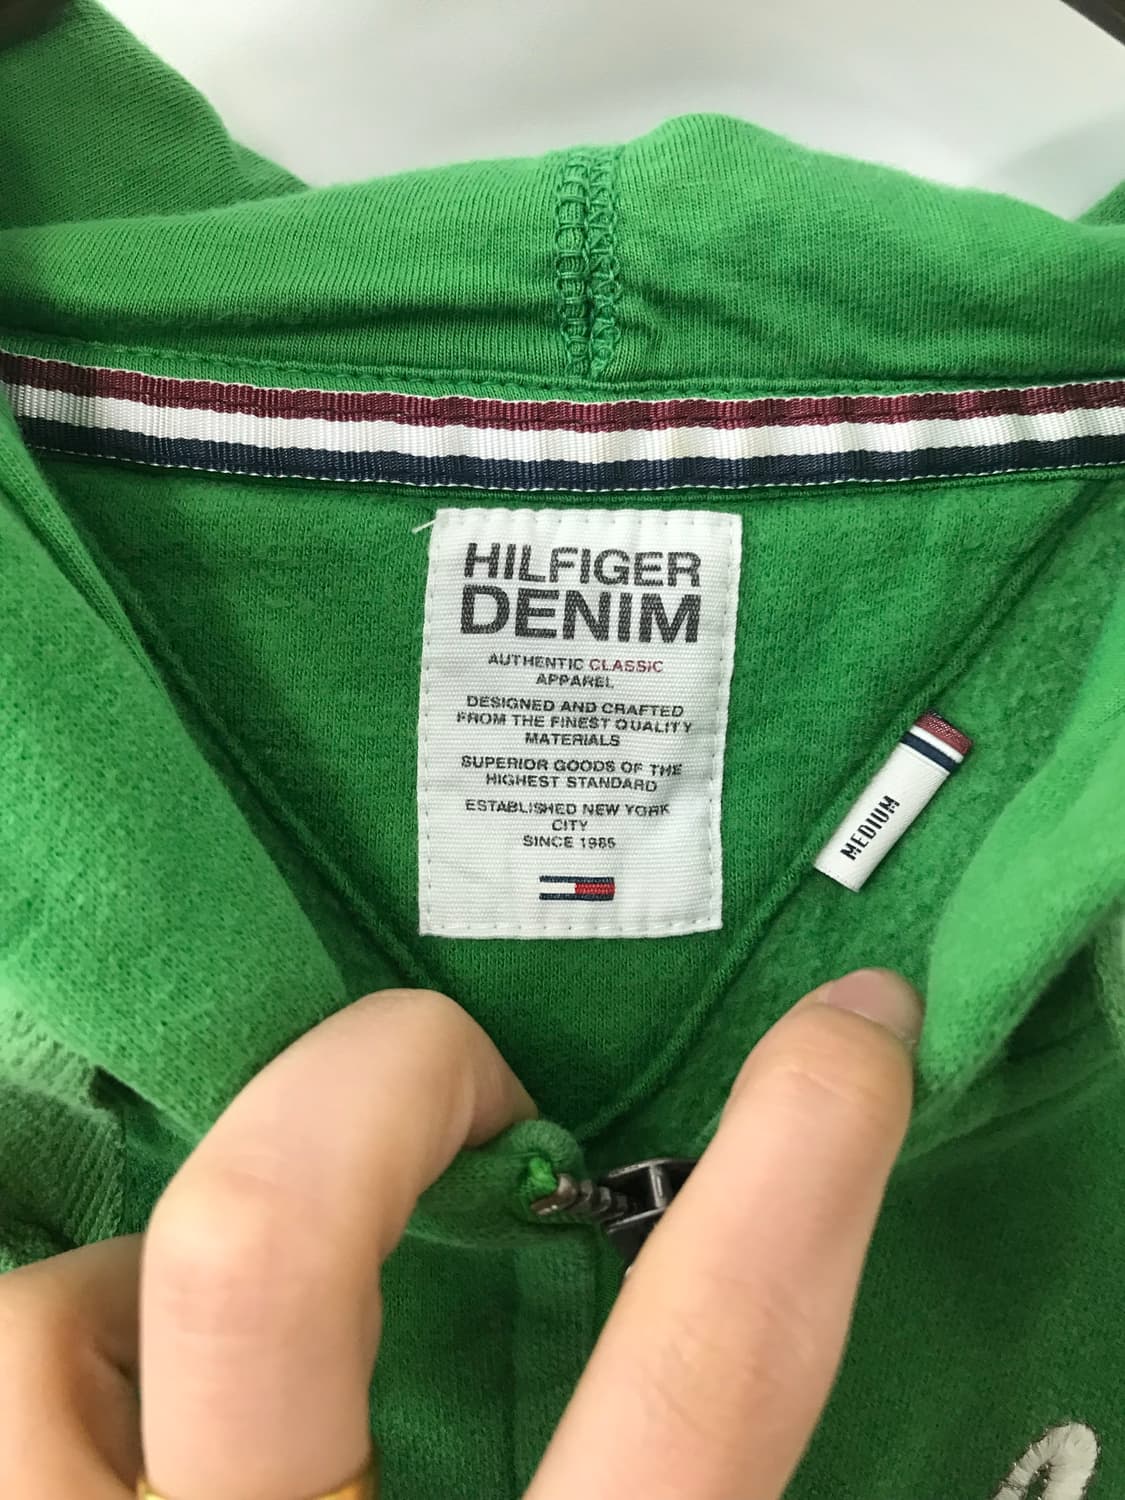 HILFIGER
DENIM
AUTHENTIC CLASSIC
APPAREL
DESIGNED AND CRAFTED
FROM THE FINEST QUALITY
MATERIALS
SUPERIOR GOODS OF THE
HIGHEST STANDARD
ESTABLISHED NEW YORK
CITY
SINCE 1985
MEDIUM